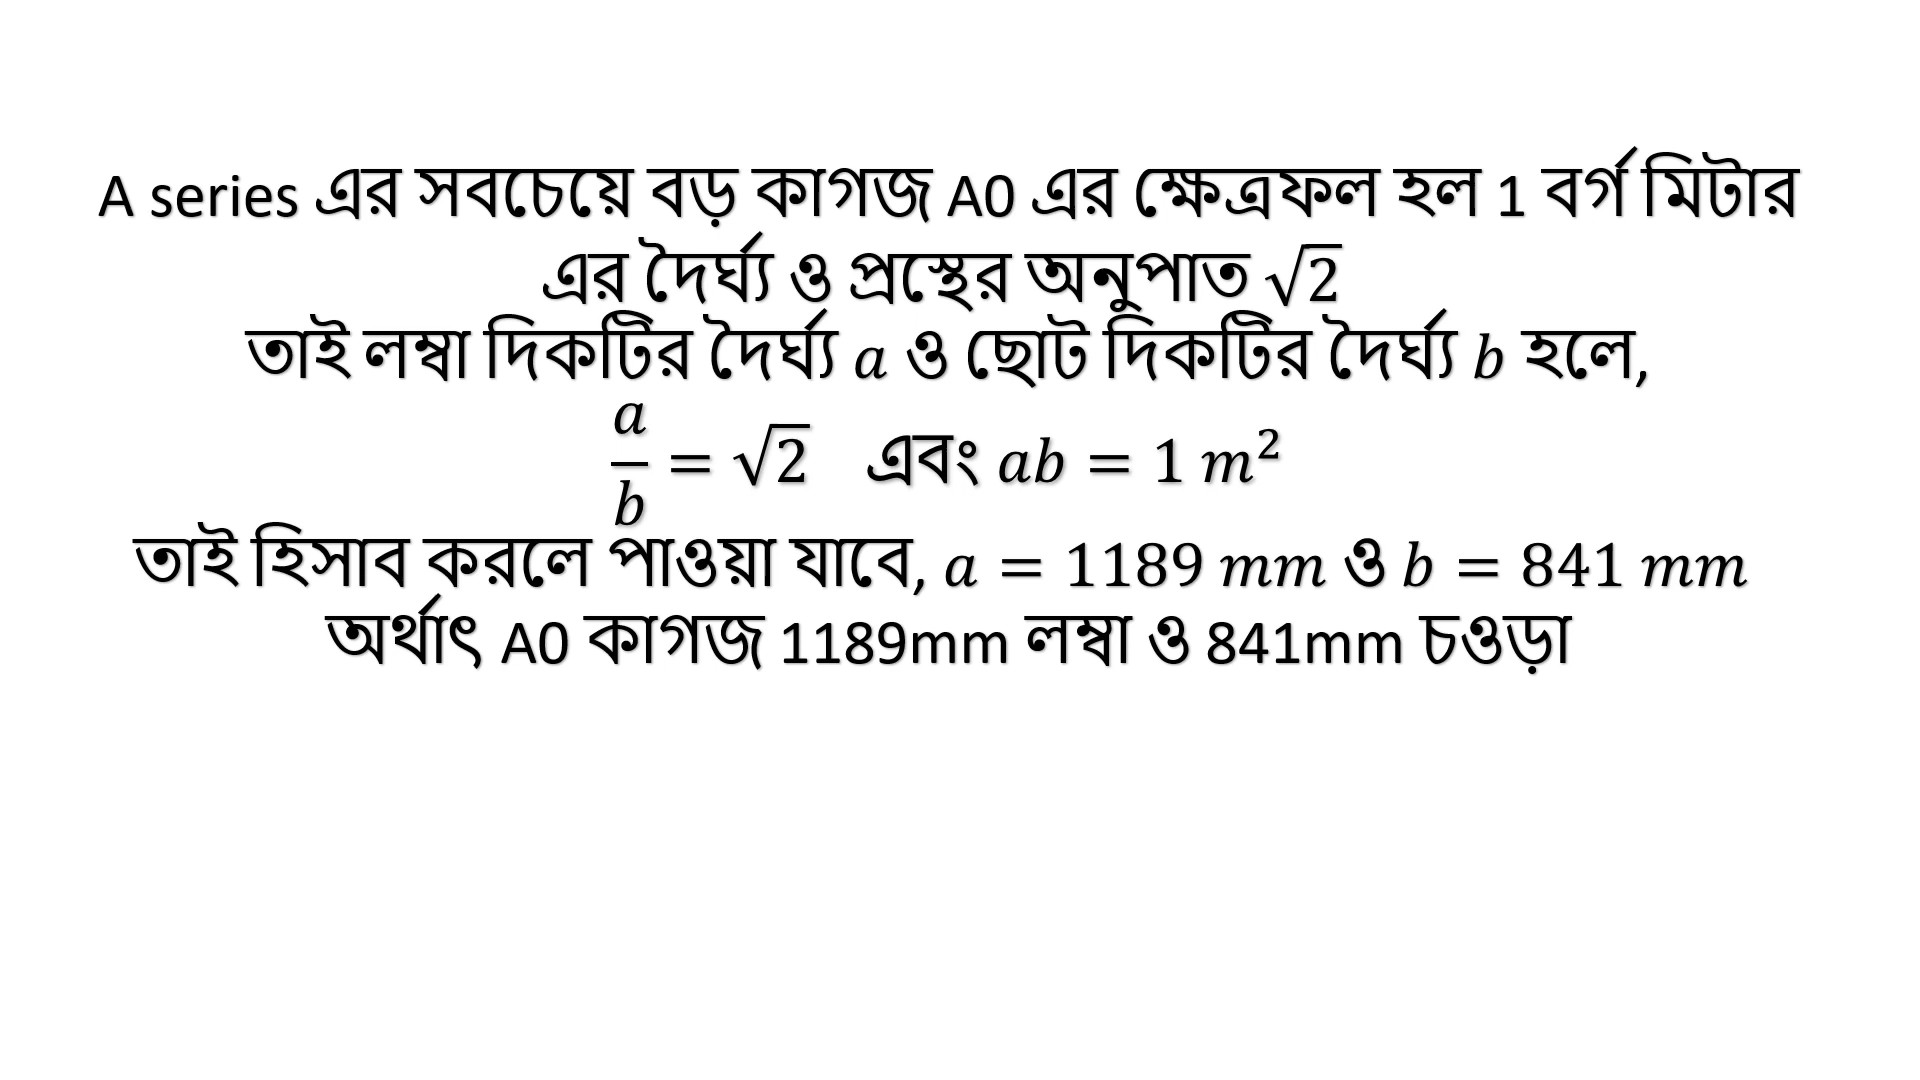 A series এর সবচেয়ে বড় কাগজ A0 এর ক্ষেত্রফল হল 1 বর্গ মিটার
এর দৈর্ঘ্য ও প্রস্থের অনুপাত √2
তাই লম্বা দিকটির দৈর্ঘ্য a ও ছোট দিকটির দৈর্ঘ্য b হলে,
a/b = √2 এবং ab = 1 m²
তাই হিসাব করলে পাওয়া যাবে, a = 1189 mm ও b = 841 mm
অর্থাৎ A0 কাগজ 1189mm লম্বা ও 841mm চওড়া